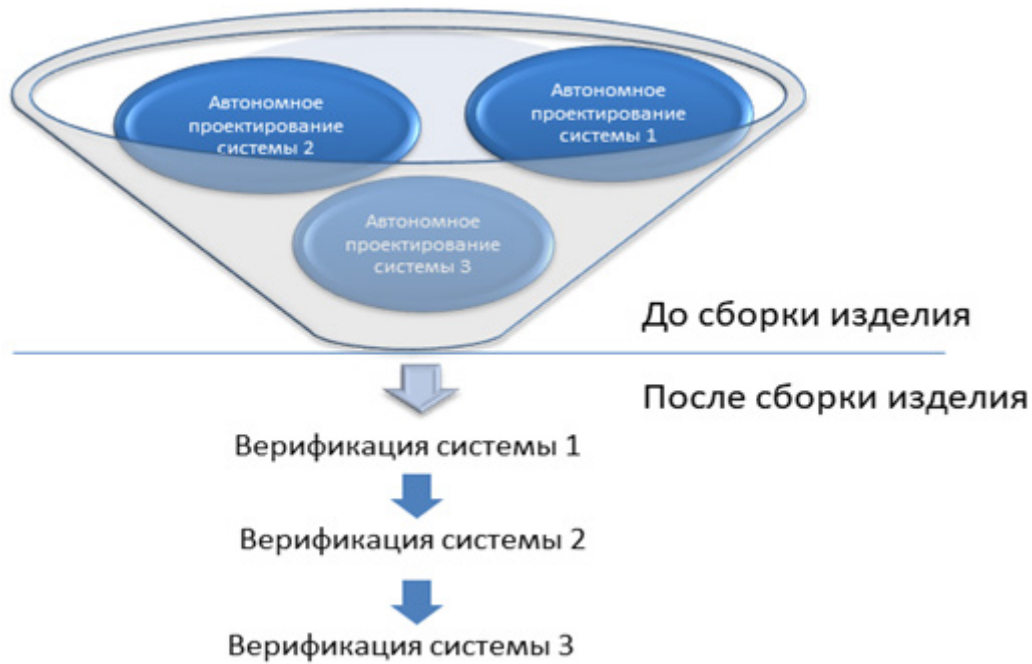 Автономное
проектирование
системы 2
Автономное
проектирование
системы 1
Автономное
проектирование
системы 3
До сборки изделия
После сборки изделия
Верификация системы 1
Верификация системы 2
Верификация системы 3